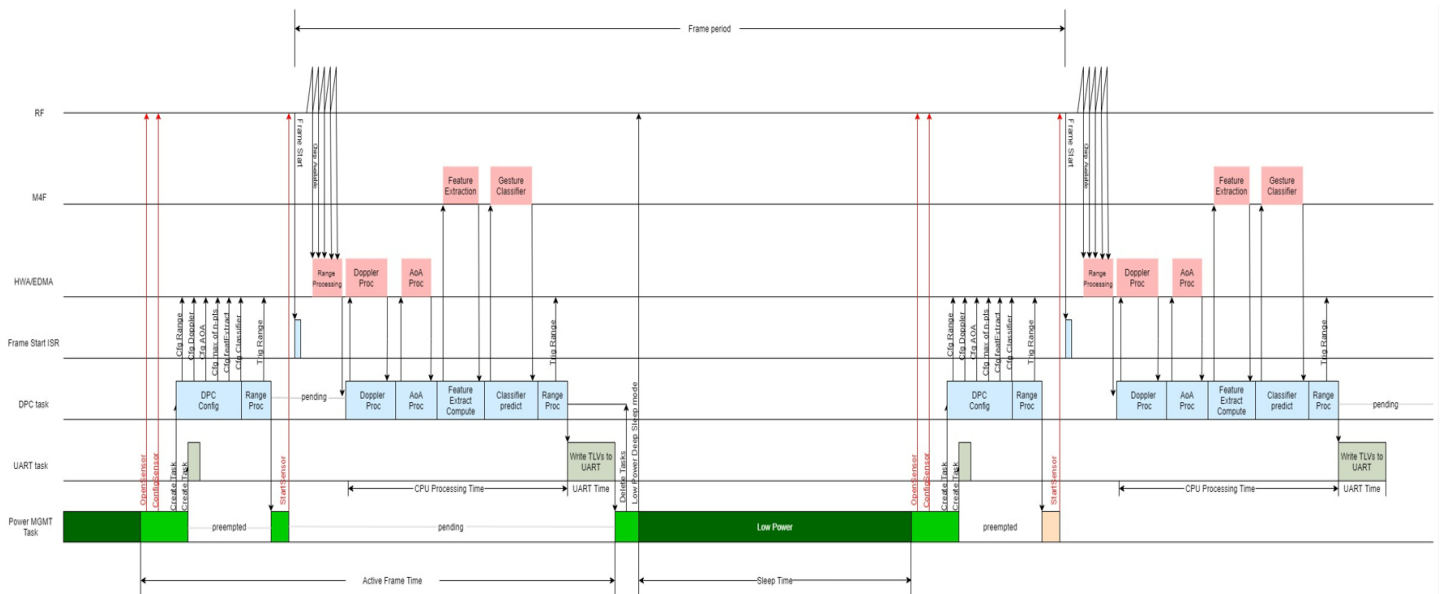 Frame period
RF
Frame Start
Chirp Available
Frame Start
Chirp Available
M4F
Feature
Extraction
Gesture
Classifier
Feature
Extraction
Gesture
Classifier
HWA/EDMA
Range
Processing
Doppler
Proc
AoA
Proc
Range
Processing
Doppler
Proc
AoA
Proc
Frame Start ISR
Cfg Range
Cfg Doppler
Cfg AOA
Cfg max of n-pts
Cfg featExtract
Cfg Classifier
Trig Range
Trig Range
Cfg Range
Cfg Doppler
Cfg AOA
Cfg max of n-pts
Cfg featExtract
Cfg Classifier
Trig Range
Trig Range
DPC task
DPC
Config
Range
Proc
pending
Doppler
Proc
AoA
Proc
Feature
Extract
Compute
Classifier
predict
Range
Proc
DPC
Config
Range
Proc
Doppler
Proc
AoA
Proc
Feature
Extract
Compute
Classifier
predict
Range
Proc
pending
UART task
OpenSensor
ConfigSensor
Create Task
Create Task
StartSensor
Write TLVs to
UART
Delete Tasks
Low Power Deep Sleep mode
OpenSensor
ConfigSensor
Create Task
Create Task
StartSensor
Write TLVs to
UART
CPU Processing Time
UART Time
CPU Processing Time
UART Time
Power MGMT
Task
preempted
pending
Low Power
preempted
Active Frame Time
Sleep Time